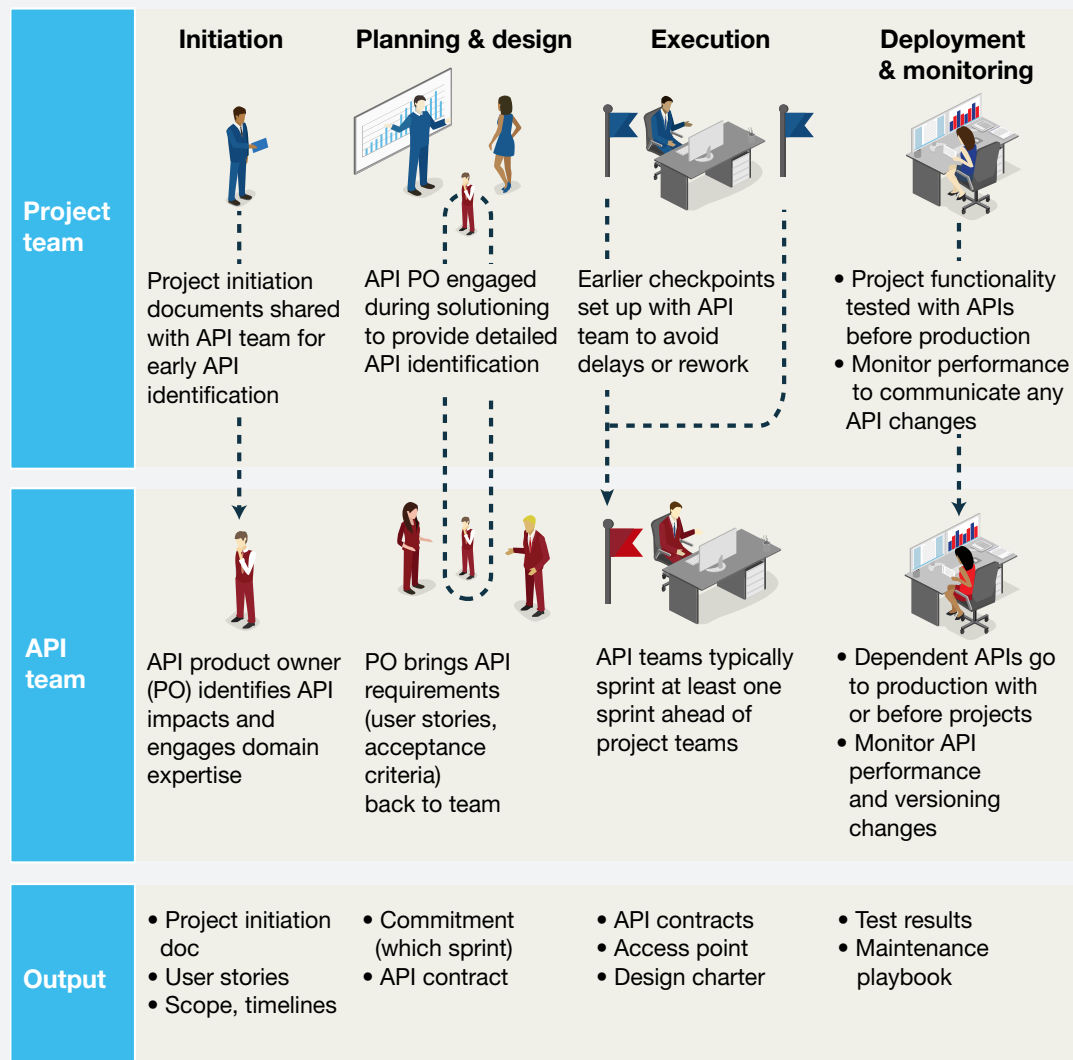 Initiation
Planning & design
Execution
Deployment
& monitoring
Project
team
Project initiation
documents shared
with API team for
early API
identification
API PO engaged
during solutioning
to provide detailed
API identification
Earlier checkpoints
set up with API
team to avoid
delays or rework
• Project functionality
tested with APIs
before production
• Monitor performance
to communicate any
API changes
API
team
API product owner
(PO) identifies API
impacts and
engages domain
expertise
PO brings API
requirements
(user stories,
acceptance
criteria)
back to team
API teams typically
sprint at least one
sprint ahead of
project teams
• Dependent APIs go
to production with
or before projects
• Monitor API
performance
and versioning
changes
Output
• Project initiation
doc
• User stories
• Scope, timelines
• Commitment
(which sprint)
• API contract
• API contracts
• Access point
• Design charter
• Test results
• Maintenance
playbook